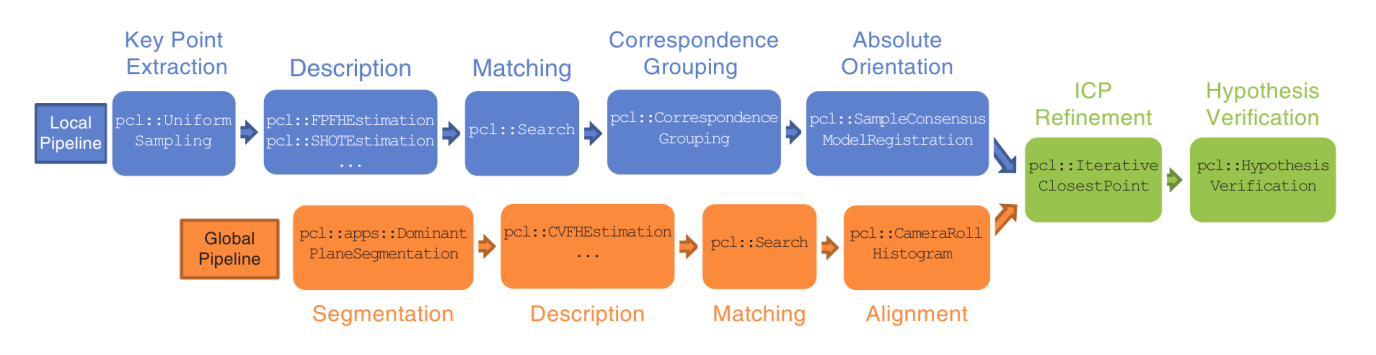 Key Point
Extraction
Description
Matching
Correspondence
Grouping
Absolute
Orientation
ICP
Refinement
Hypothesis
Verification
Local
Pipeline
pcl::Uniform
Sampling
pcl::FPFHEstimation
pcl::SHOTEstimation
...
pcl::Search
pcl::Correspondence
Grouping
pcl::SampleConsensus
ModelRegistration
pcl::Iterative
ClosestPoint
pcl::Hypothesis
Verification
Global
Pipeline
pcl::apps::Dominant
PlaneSegmentation
pcl::CVFHEstimation
...
pcl::Search
pcl::CameraRoll
Histogram
Segmentation
Description
Matching
Alignment